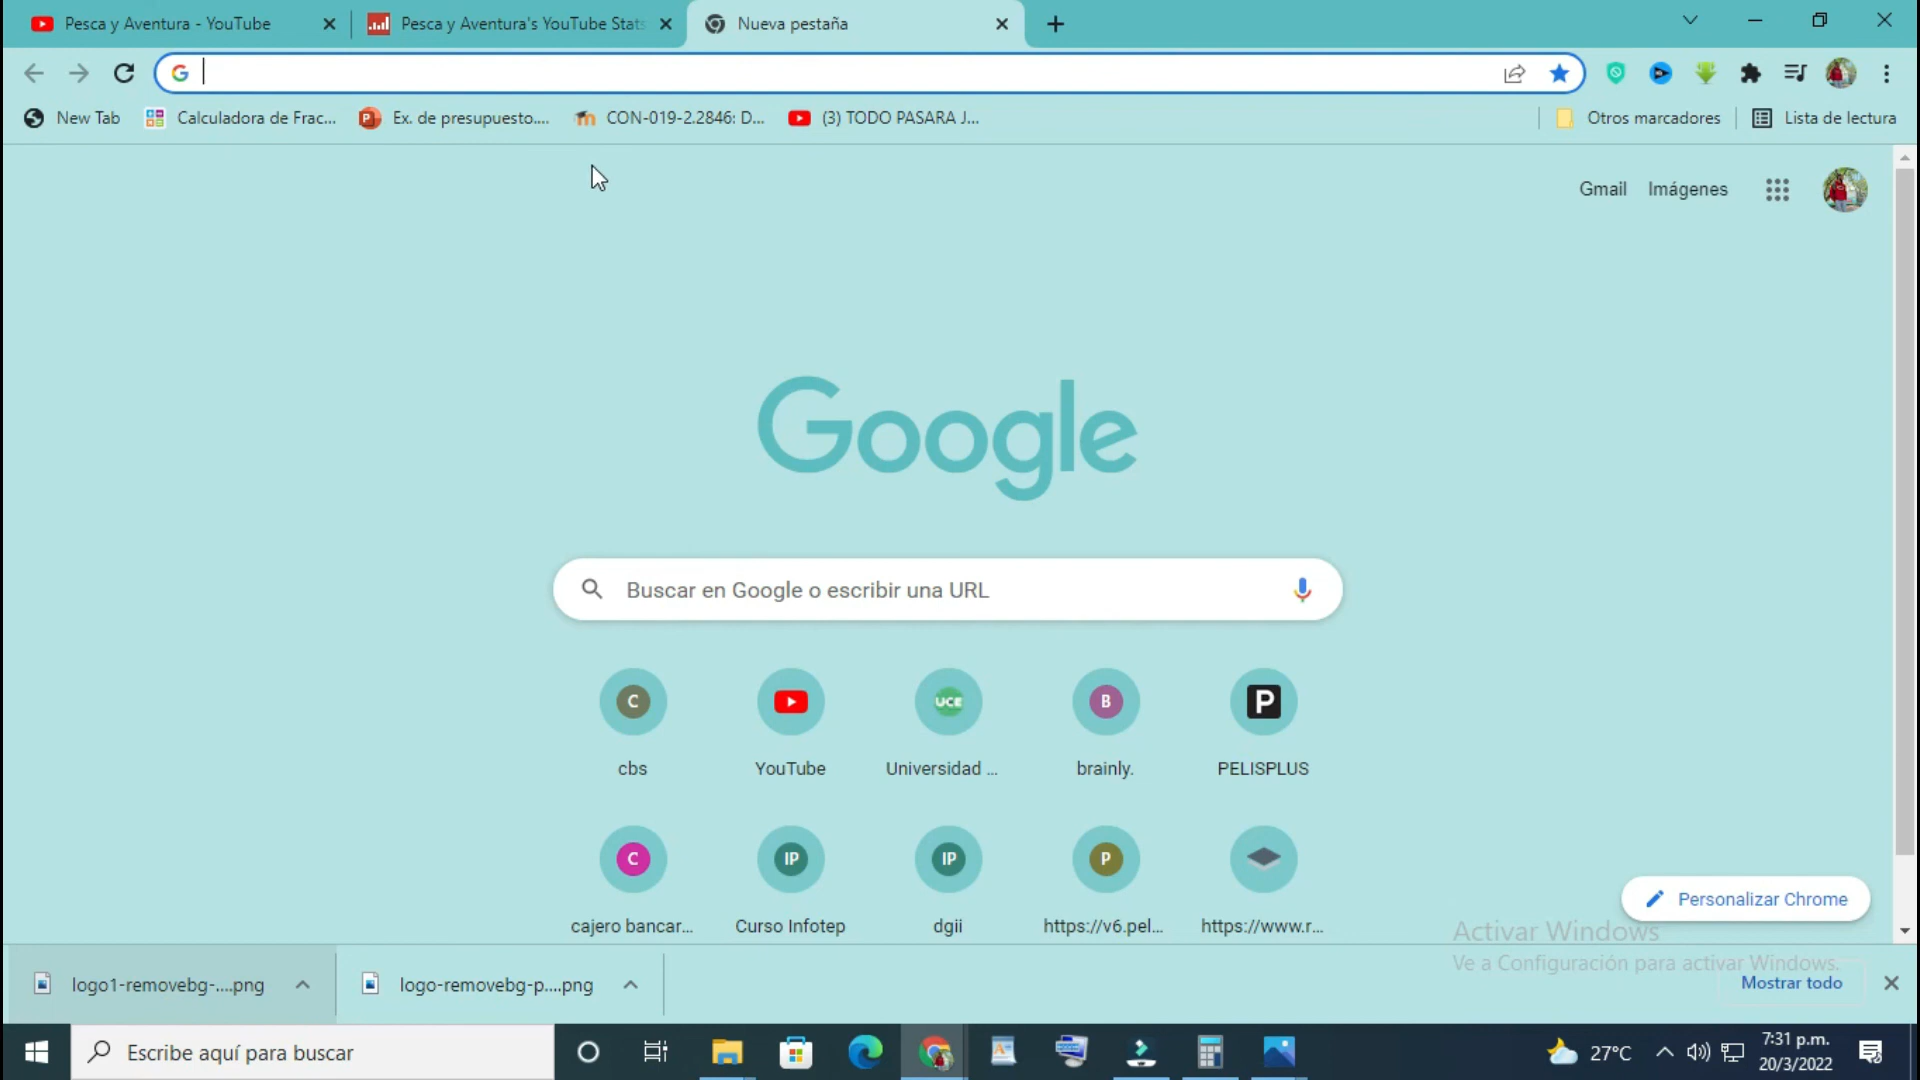 Pesca y Aventura - YouTube
Pesca y Aventura's YouTube Stats
Nueva pestaña
New Tab
Calculadora de Frac...
Ex. de presupuesto....
CON-019-2.2846: D...
(3) TODO PASARA J...
Otros marcadores
Lista de lectura
Gmail
Imágenes
Google
Buscar en Google o escribir una URL
C
UCE
B
P
cbs
YouTube
Universidad ...
brainly.
PELISPLUS
C
IP
IP
P
cajero bancar...
Curso Infotep
dgii
https://v6.pel...
https://www.r...
Personalizar Chrome
Activar Windows
Ve a Configuración para activar Windows.
logo1-removebg-....png
logo-removebg-p....png
Mostrar todo
Escribe aquí para buscar
27°C
7:31 p.m.
20/3/2022